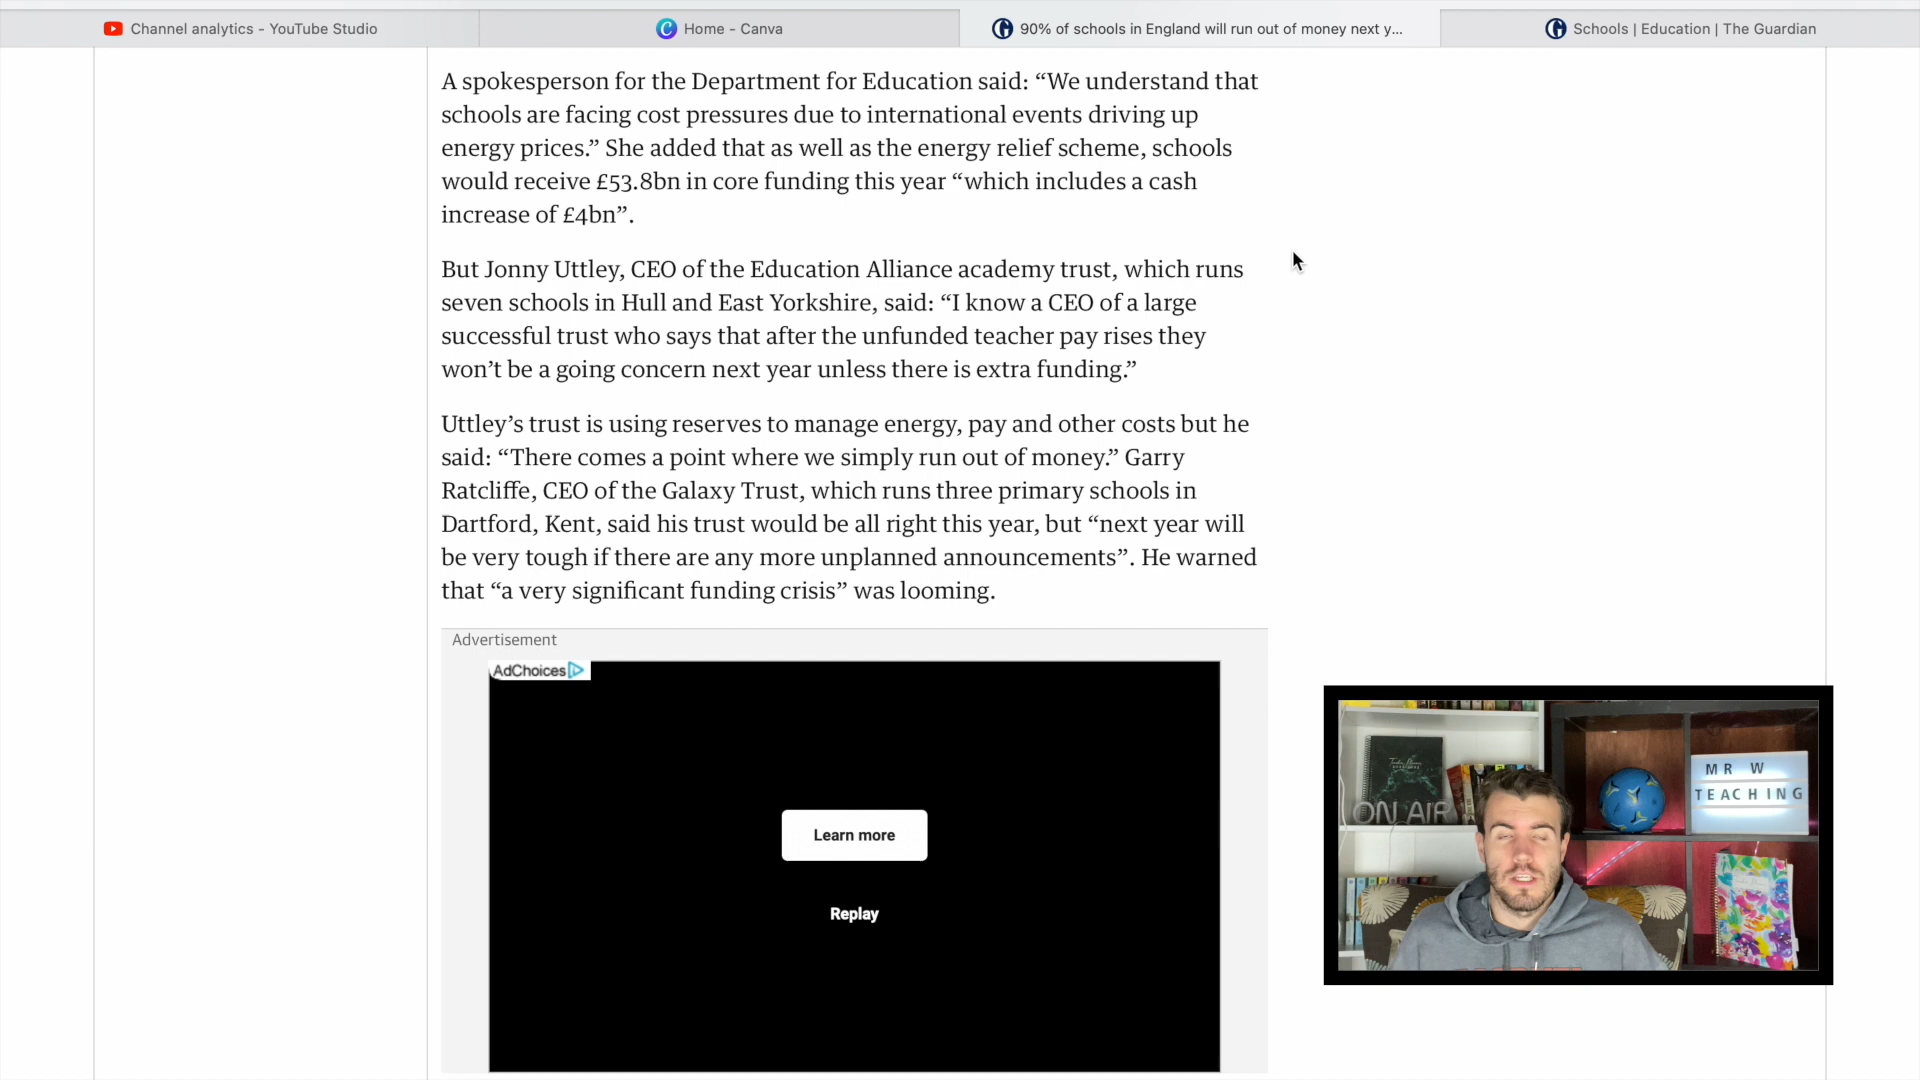 Channel analytics - YouTube Studio
Home - Canva
90% of schools in England will run out of money next y...
Schools | Education | The Guardian
A spokesperson for the Department for Education said: “We understand that
schools are facing cost pressures due to international events driving up
energy prices.” She added that as well as the energy relief scheme, schools
would receive £53.8bn in core funding this year “which includes a cash
increase of £4bn”.
But Jonny Uttley, CEO of the Education Alliance academy trust, which runs
seven schools in Hull and East Yorkshire, said: “I know a CEO of a large
successful trust who says that after the unfunded teacher pay rises they
won’t be a going concern next year unless there is extra funding.”
Uttley’s trust is using reserves to manage energy, pay and other costs but he
said: “There comes a point where we simply run out of money.” Garry
Ratcliffe, CEO of the Galaxy Trust, which runs three primary schools in
Dartford, Kent, said his trust would be all right this year, but “next year will
be very tough if there are any more unplanned announcements”. He warned
that “a very significant funding crisis” was looming.
Advertisement
AdChoices
Learn more
Replay
ON AIR
MR W
TEACHING